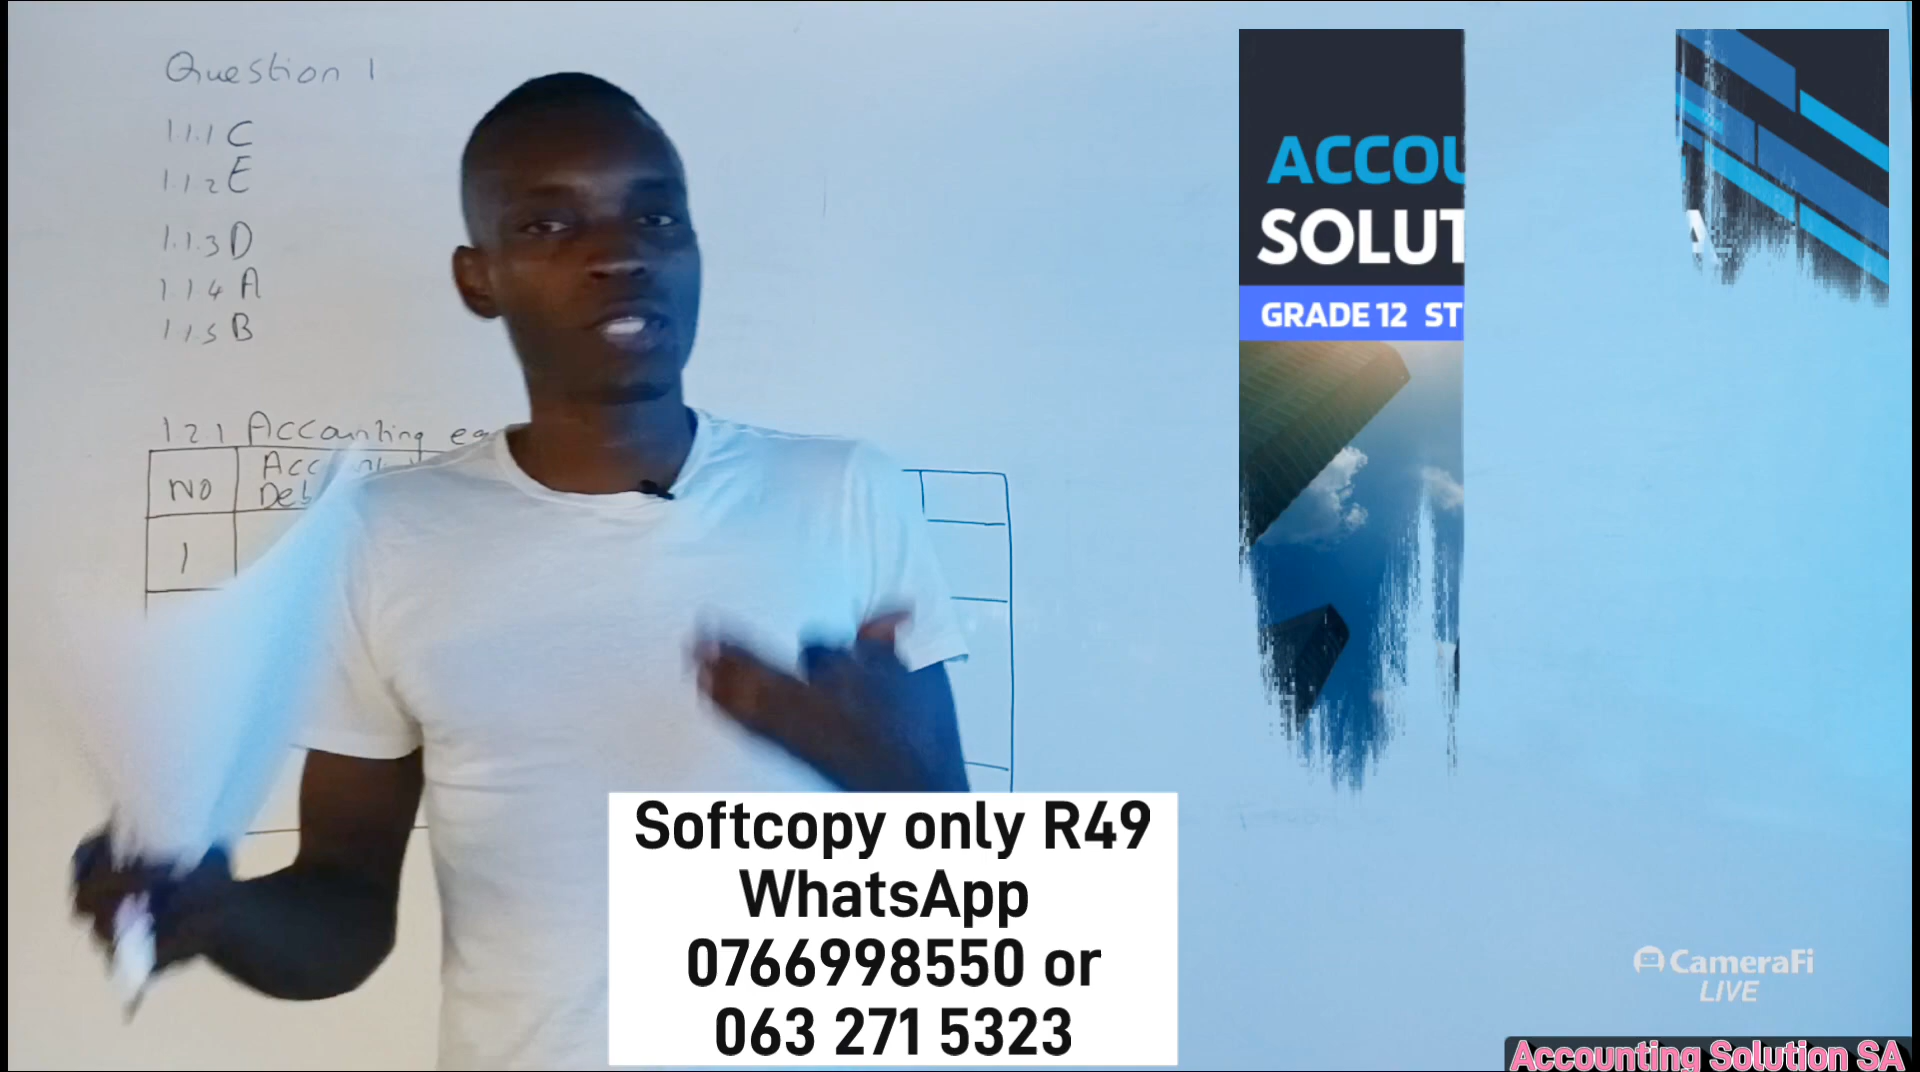 Question 1
1.1.1 C
1.1.2 E
1.1.3 D
1.1.4 A
1.1.5 B
1.2.1 Accounting
NO
1
ACCOU
SOLUT
GRADE 12 ST
A
Softcopy only R49
WhatsApp
0766998550 or
063 271 5323
CameraFi
LIVE
Accounting Solution SA